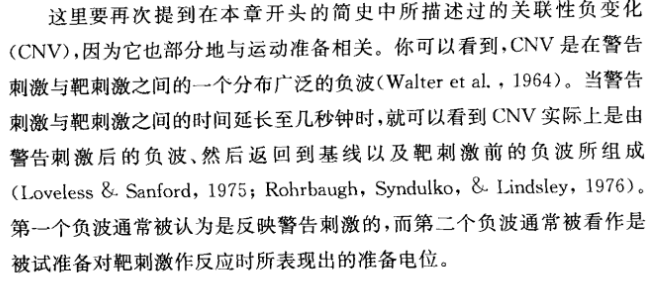 这里要再次提到在本章开头的简史中所描述过的关联性负变化
(CNV),因为它也部分地与运动准备相关。你可以看到,CNV 是在警告
刺激与靶刺激之间的一个分布广泛的负波(Walter et al. , 1964)。当警告
刺激与靶刺激之间的时间延长至几秒钟时,就可以看到 CNV 实际上是由
警告刺激后的负波、然后返回到基线以及靶刺激前的负波所组成
(Loveless & Sanford, 1975; Rohrbaugh, Syndulko, & Lindsley, 1976)。
第一个负波通常被认为是反映警告刺激的,而第二个负波通常被看作是
被试准备对靶刺激作反应时所表现出的准备电位。